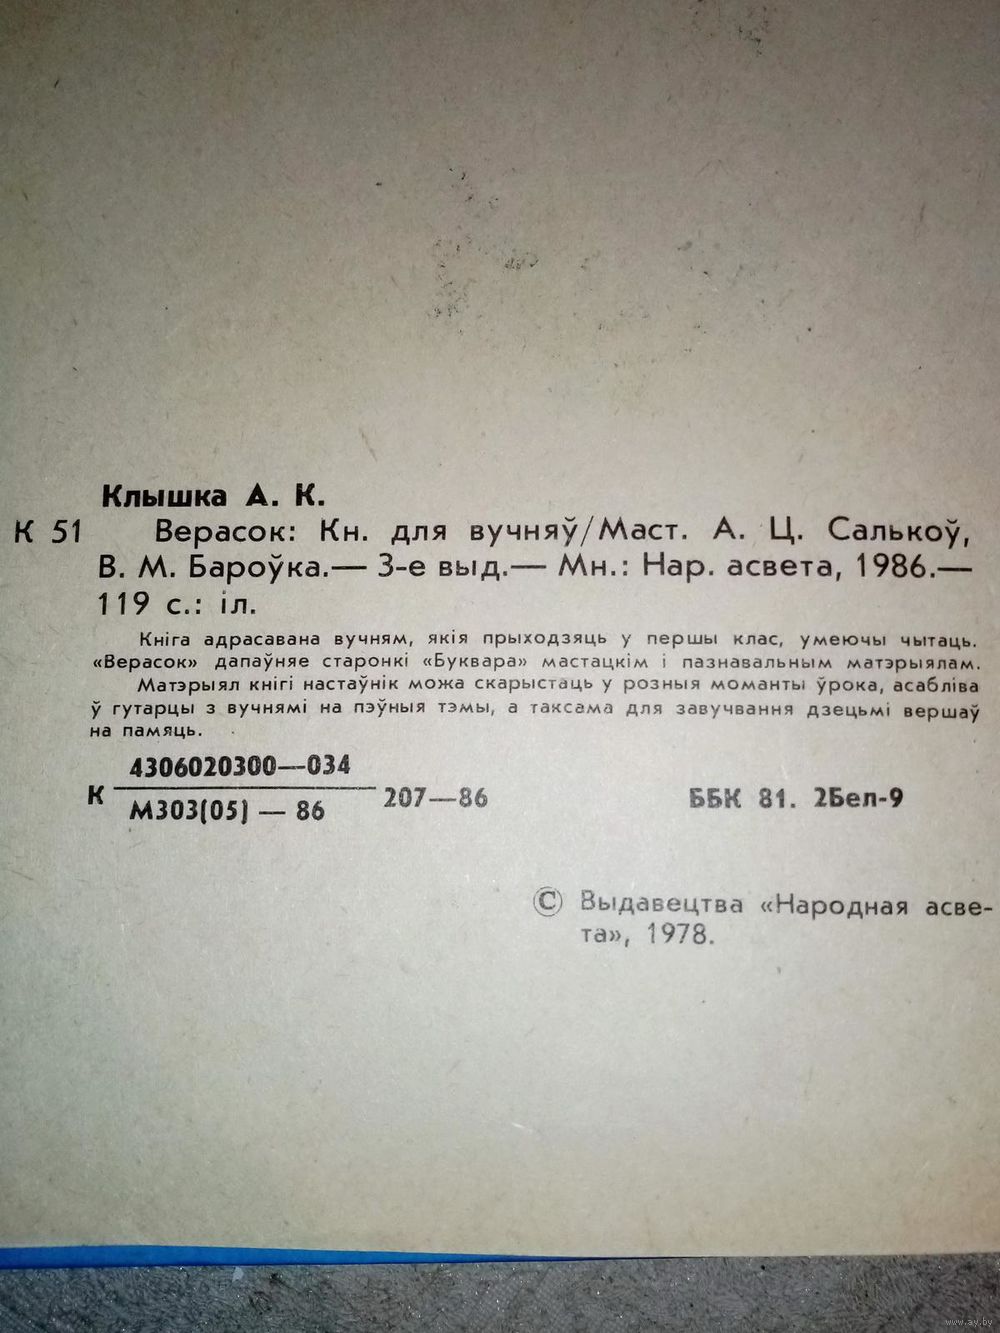 Клышка А. К.
К 51 Верасок: Кн. для вучняў/Маст. А. Ц. Салькоў,
В. М. Бароўка.— 3-е выд.— Мн.: Нар. асвета, 1986.—
119 с.: іл.
Кніга адрасавана вучням, якія прыходзяць у першы клас, умеючы чытаць.
«Верасок» дапаўняе старонкі «Буквара» мастацкім і пазнавальным матэрыялам.
Матэрыял кнігі настаўнік можа скарыстаць у розныя моманты ўрока, асабліва
ў гутарцы з вучнямі на пэўныя тэмы, а таксама для завучвання дзецьмі вершаў
на памяць.
4306020300—034
К М303(05) — 86 207—86 ББК 81. 2Бел-9
© Выдавецтва «Народная асве-
та», 1978.
www.ay.by